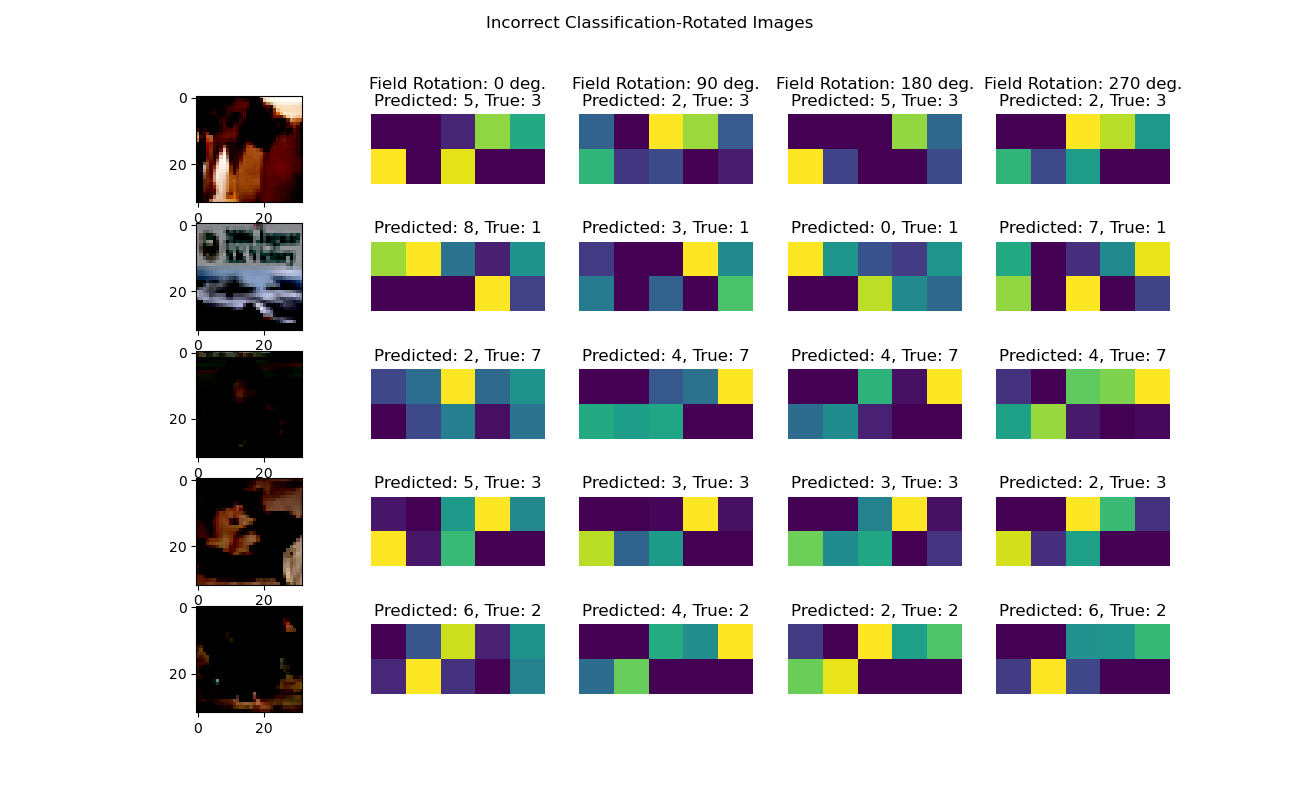 Incorrect Classification-Rotated Images
Field Rotation: 0 deg.
Predicted: 5, True: 3
Field Rotation: 90 deg.
Predicted: 2, True: 3
Field Rotation: 180 deg.
Predicted: 5, True: 3
Field Rotation: 270 deg.
Predicted: 2, True: 3
0
20
0
20
Predicted: 8, True: 1
Predicted: 3, True: 1
Predicted: 0, True: 1
Predicted: 7, True: 1
0
20
0
20
Predicted: 2, True: 7
Predicted: 4, True: 7
Predicted: 4, True: 7
Predicted: 4, True: 7
0
20
0
20
Predicted: 5, True: 3
Predicted: 3, True: 3
Predicted: 3, True: 3
Predicted: 2, True: 3
0
20
0
20
Predicted: 6, True: 2
Predicted: 4, True: 2
Predicted: 2, True: 2
Predicted: 6, True: 2
0
20
0
20